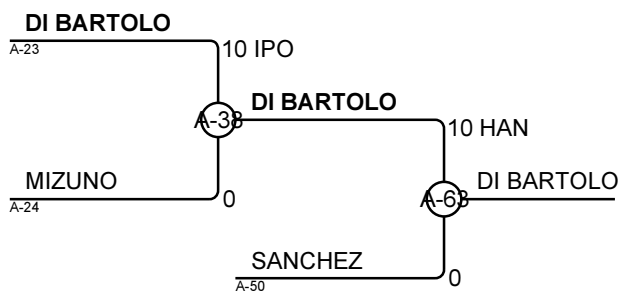 DI BARTOLO
A-23
10 IPO
A-38
DI BARTOLO
10 HAN
MIZUNO
A-24
0
A-63
DI BARTOLO
SANCHEZ
A-50
0